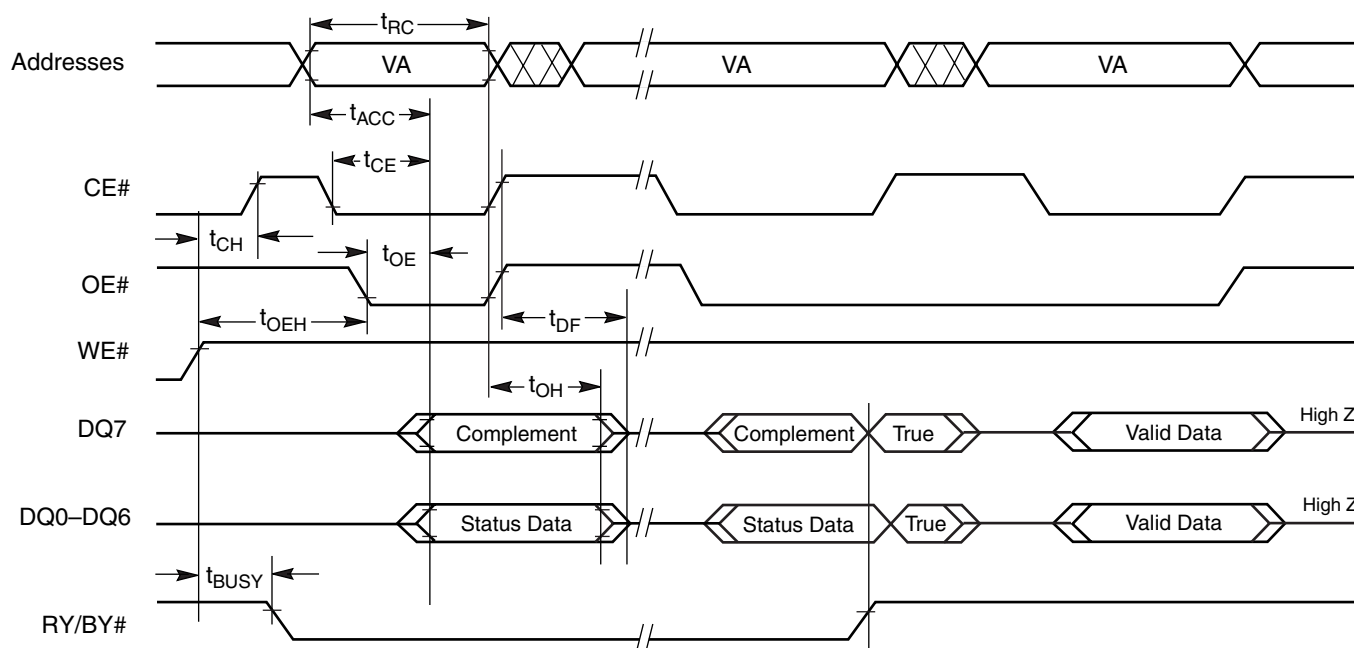 t_RC
Addresses VA VA VA
t_ACC
t_CE
CE#
t_CH
t_OE
OE#
t_OEH t_DF
WE#
t_OH
DQ7 Complement Complement True Valid Data High Z
DQ0–DQ6 Status Data Status Data True Valid Data High Z
t_BUSY
RY/BY#